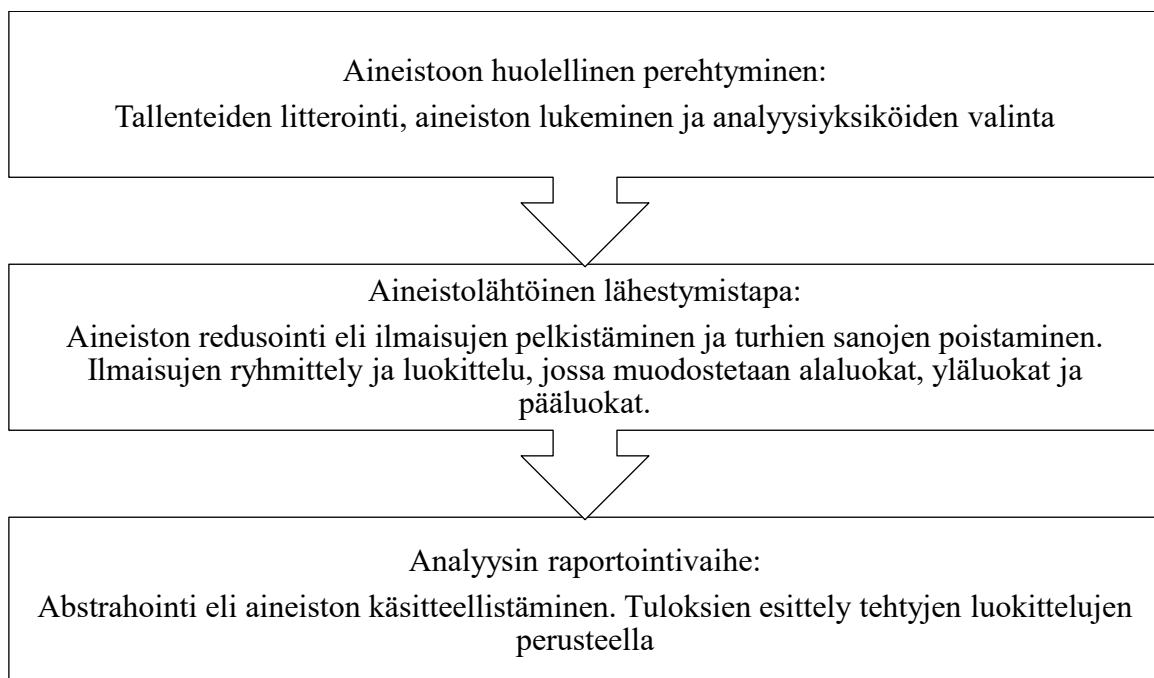 Aineistoon huolellinen perehtyminen:
Tallenteiden litterointi, aineiston lukeminen ja analyysiyksiköiden valinta
Aineistolähtöinen lähestymistapa:
Aineiston redusointi eli ilmaisujen pelkistäminen ja turhien sanojen poistaminen.
Ilmaisujen ryhmittely ja luokittelu, jossa muodostetaan alaluokat, yläluokat ja
pääluokat.
Analyysin raportointivaihe:
Abstrahointi eli aineiston käsitteellistäminen. Tuloksien esittely tehtyjen luokittelujen
perusteella